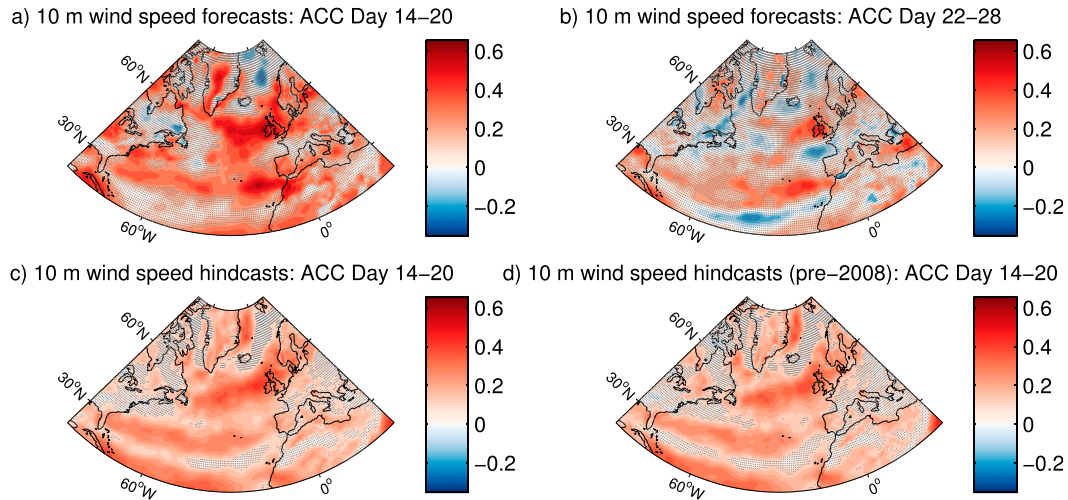 a) 10 m wind speed forecasts: ACC Day 14−20
60°N
30°N
60°W
0°
0.6
0.4
0.2
0
−0.2
b) 10 m wind speed forecasts: ACC Day 22−28
60°N
30°N
60°W
0°
0.6
0.4
0.2
0
−0.2
c) 10 m wind speed hindcasts: ACC Day 14−20
60°N
30°N
60°W
0°
0.6
0.4
0.2
0
−0.2
d) 10 m wind speed hindcasts (pre−2008): ACC Day 14−20
60°N
30°N
60°W
0°
0.6
0.4
0.2
0
−0.2